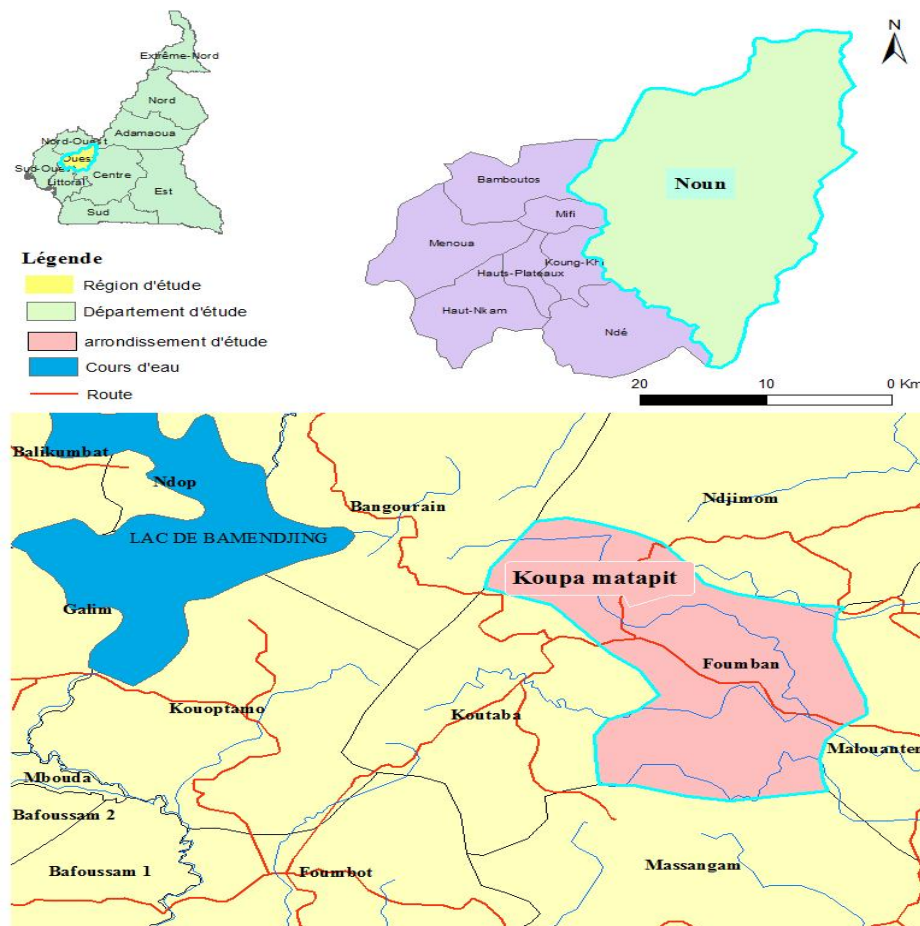 Extrême-Nord
Nord
Adamaoua
Nord-Ouest
Ouest
Sud-Ouest
Littoral
Centre
Est
Sud
N
Bamboutos
Noun
Mifi
Menoua
Koung-Kh
Hauts-Plateaux
Haut-Nkam
Ndé
Légende
Région d'étude
Département d'étude
arrondissement d'étude
Cours d'eau
Route
20 10 0 Km
Balikumbat
Ndop
Bangourain
Ndjimom
LAC DE BAMENDJING
Koupa matapit
Galim
Foumban
Kouoptamo
Koutaba
Malouanten
Mbouda
Bafoussam 2
Bafoussam 1
Foumbot
Massangam